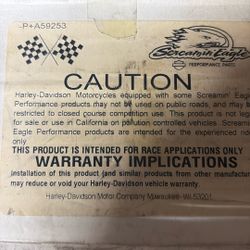 -P+A59253
Screamin' Eagle
PERFORMANCE PARTS
CAUTION
Harley-Davidson Motorcycles equipped with some Screamin' Eagle
Performance products may not be used on public roads, and may be
restricted to closed course competition use. This product is not legal
for sale or use in California on pollution controlled vehicles. Screamin'
Eagle Performance products are intended for the experienced
only
THIS PRODUCT IS INTENDED FOR RACE APPLICATIONS ONLY
WARRANTY IMPLICATIONS
Installation of this product (and similar products from other
may reduce or void your Harley-Davidson vehicle warranty.
Harley-Davidson Motor Company Milwaukee, WI 53201